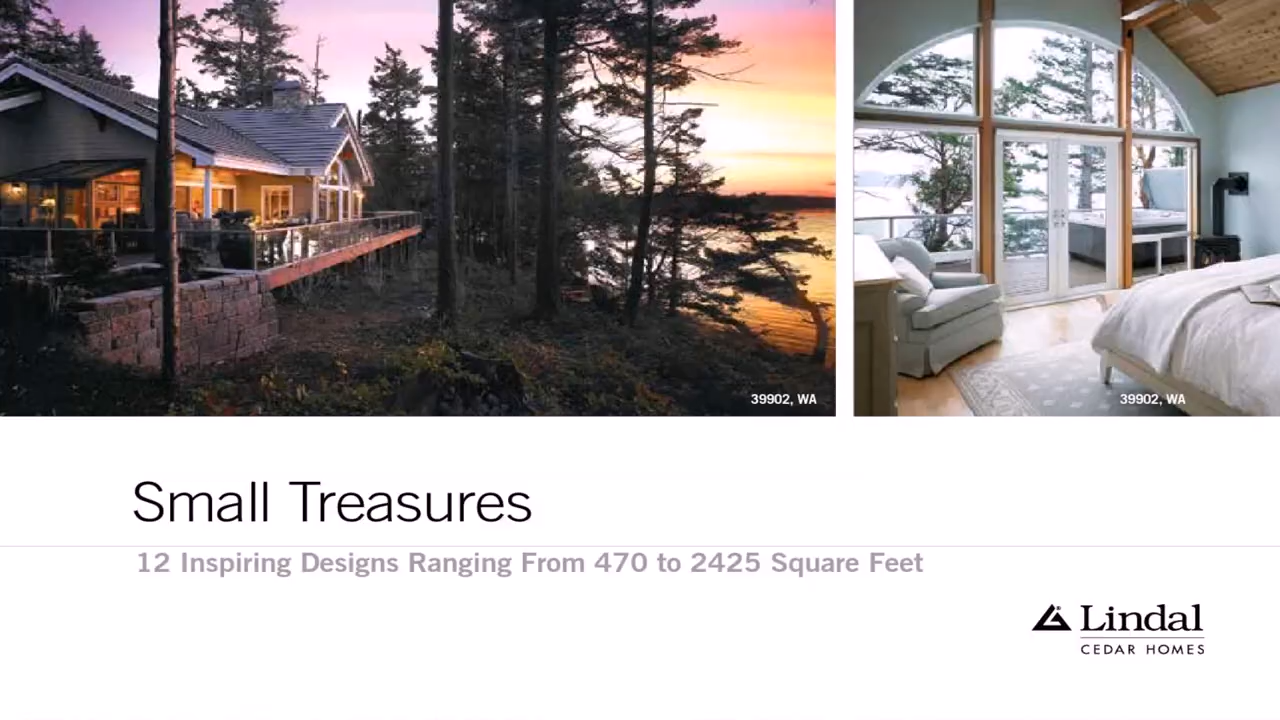 39902, WA
39902, WA
Small Treasures
12 Inspiring Designs Ranging From 470 to 2425 Square Feet
Lindal
CEDAR HOMES